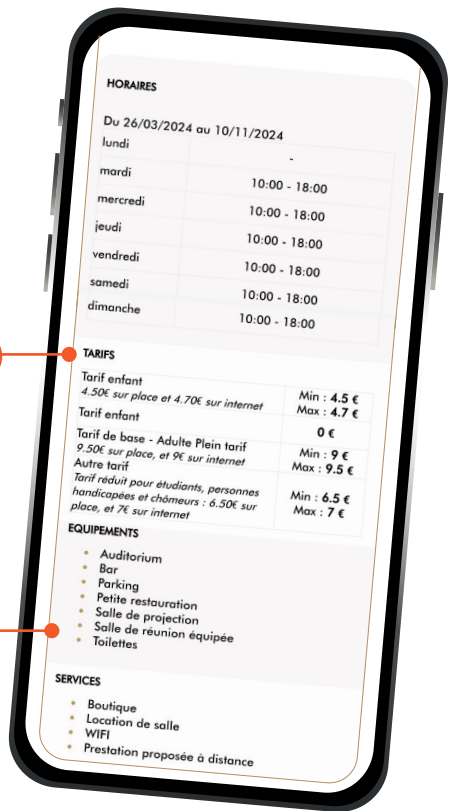 HORAIRES
Du 26/03/2024 au 10/11/2024
lundi -
mardi 10:00 - 18:00
mercredi 10:00 - 18:00
jeudi 10:00 - 18:00
vendredi 10:00 - 18:00
samedi 10:00 - 18:00
dimanche 10:00 - 18:00
TARIFS
Tarif enfant
4.50€ sur place et 4.70€ sur internet
Min : 4.5 €
Max : 4.7 €
Tarif enfant 0 €
Tarif de base - Adulte Plein tarif
9.50€ sur place, et 9€ sur internet
Min : 9 €
Max : 9.5 €
Autre tarif
Tarif réduit pour étudiants, personnes
handicapées et chômeurs : 6.50€ sur
place, et 7€ sur internet
Min : 6.5 €
Max : 7 €
EQUIPEMENTS
• Auditorium
• Bar
• Parking
• Petite restauration
• Salle de projection
• Salle de réunion équipée
• Toilettes
SERVICES
• Boutique
• Location de salle
• WIFI
• Prestation proposée à distance